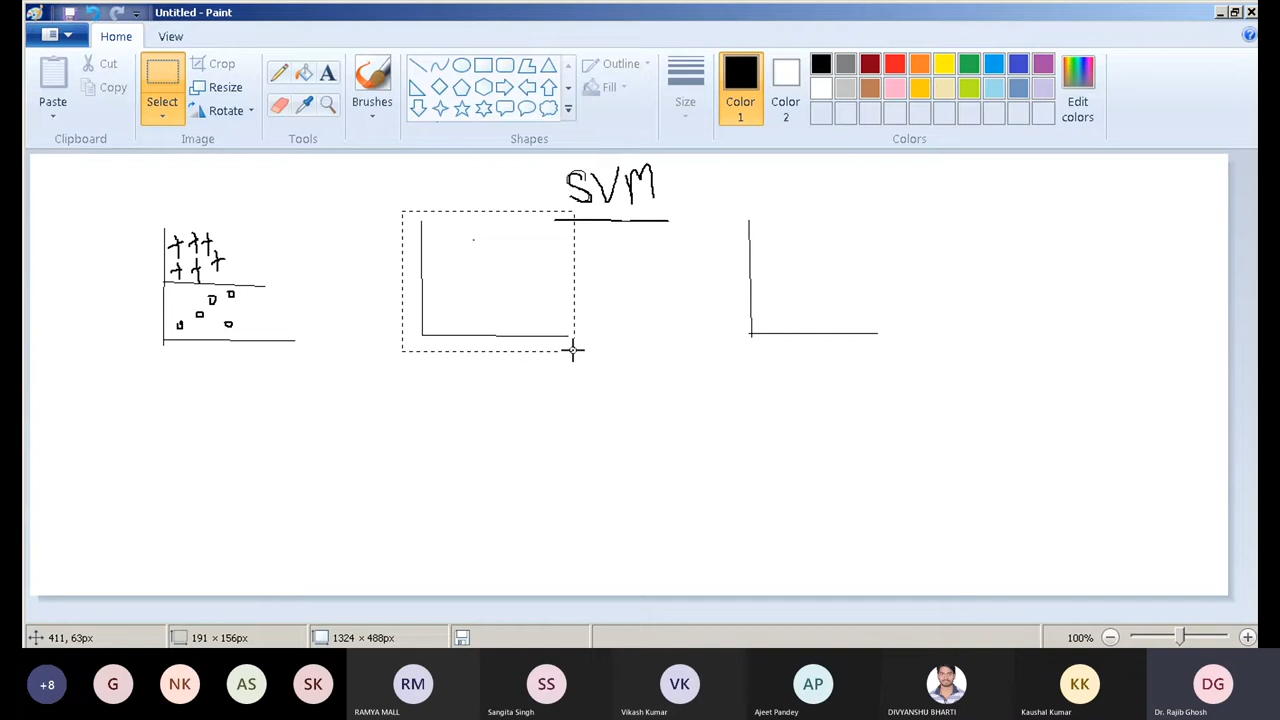 Untitled - Paint
Home View
Paste
Cut
Copy
Clipboard
Select
Crop
Resize
Rotate
Image
Tools
Brushes
Outline
Fill
Shapes
Size
Color 1
Color 2
Edit colors
Colors
SVM
411, 63px
191 × 156px
1324 × 488px
100%
+8 G NK AS SK RM SS VK AP KK DG
RAMYA MALL Sangita Singh Vikash Kumar Ajeet Pandey DIVYANSHU BHARTI Kaushal Kumar Dr. Rajib Ghosh